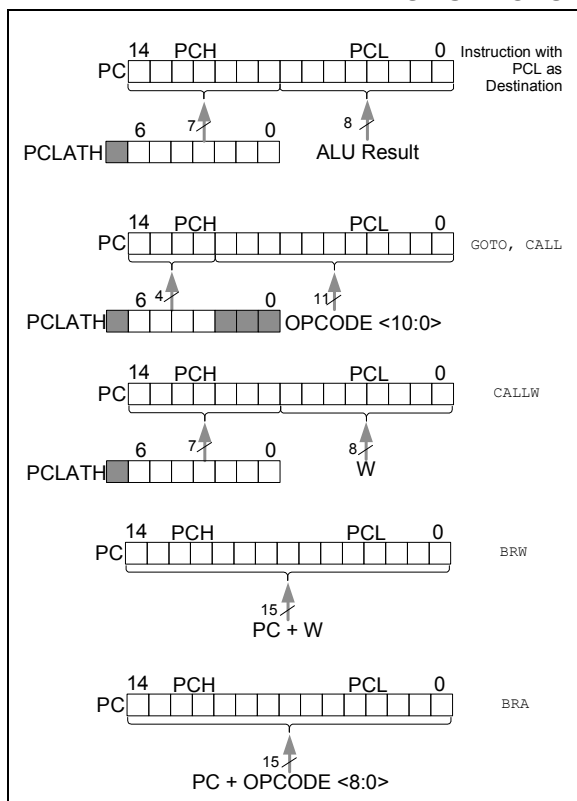 14 PCH PCL 0
PC
Instruction with
PCL as
Destination
7 8
6 0
PCLATH
ALU Result
14 PCH PCL 0
PC
GOTO, CALL
4 11
6 0
PCLATH
OPCODE <10:0>
14 PCH PCL 0
PC
CALLW
7 8
6 0
PCLATH
W
14 PCH PCL 0
PC
BRW
15
PC + W
14 PCH PCL 0
PC
BRA
15
PC + OPCODE <8:0>